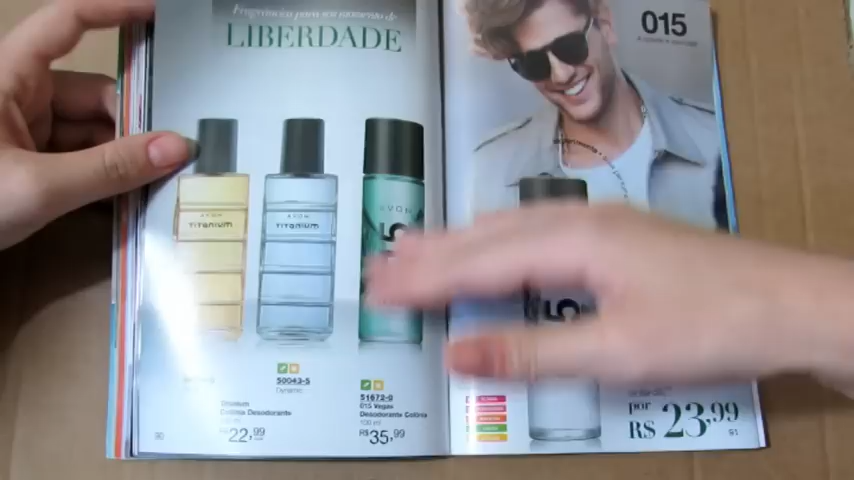 Fragrâncias para seu momento de
LIBERDADE
AVON
TITANIUM
AVON
TITANIUM
AVON
50043-5
Dynamic
Titanium
Colônia Desodorante
R$22,99
51672-0
015 Vegas
Desodorante Colônia
100 ml
R$35,99
90
015
por
R$ 23,99
91